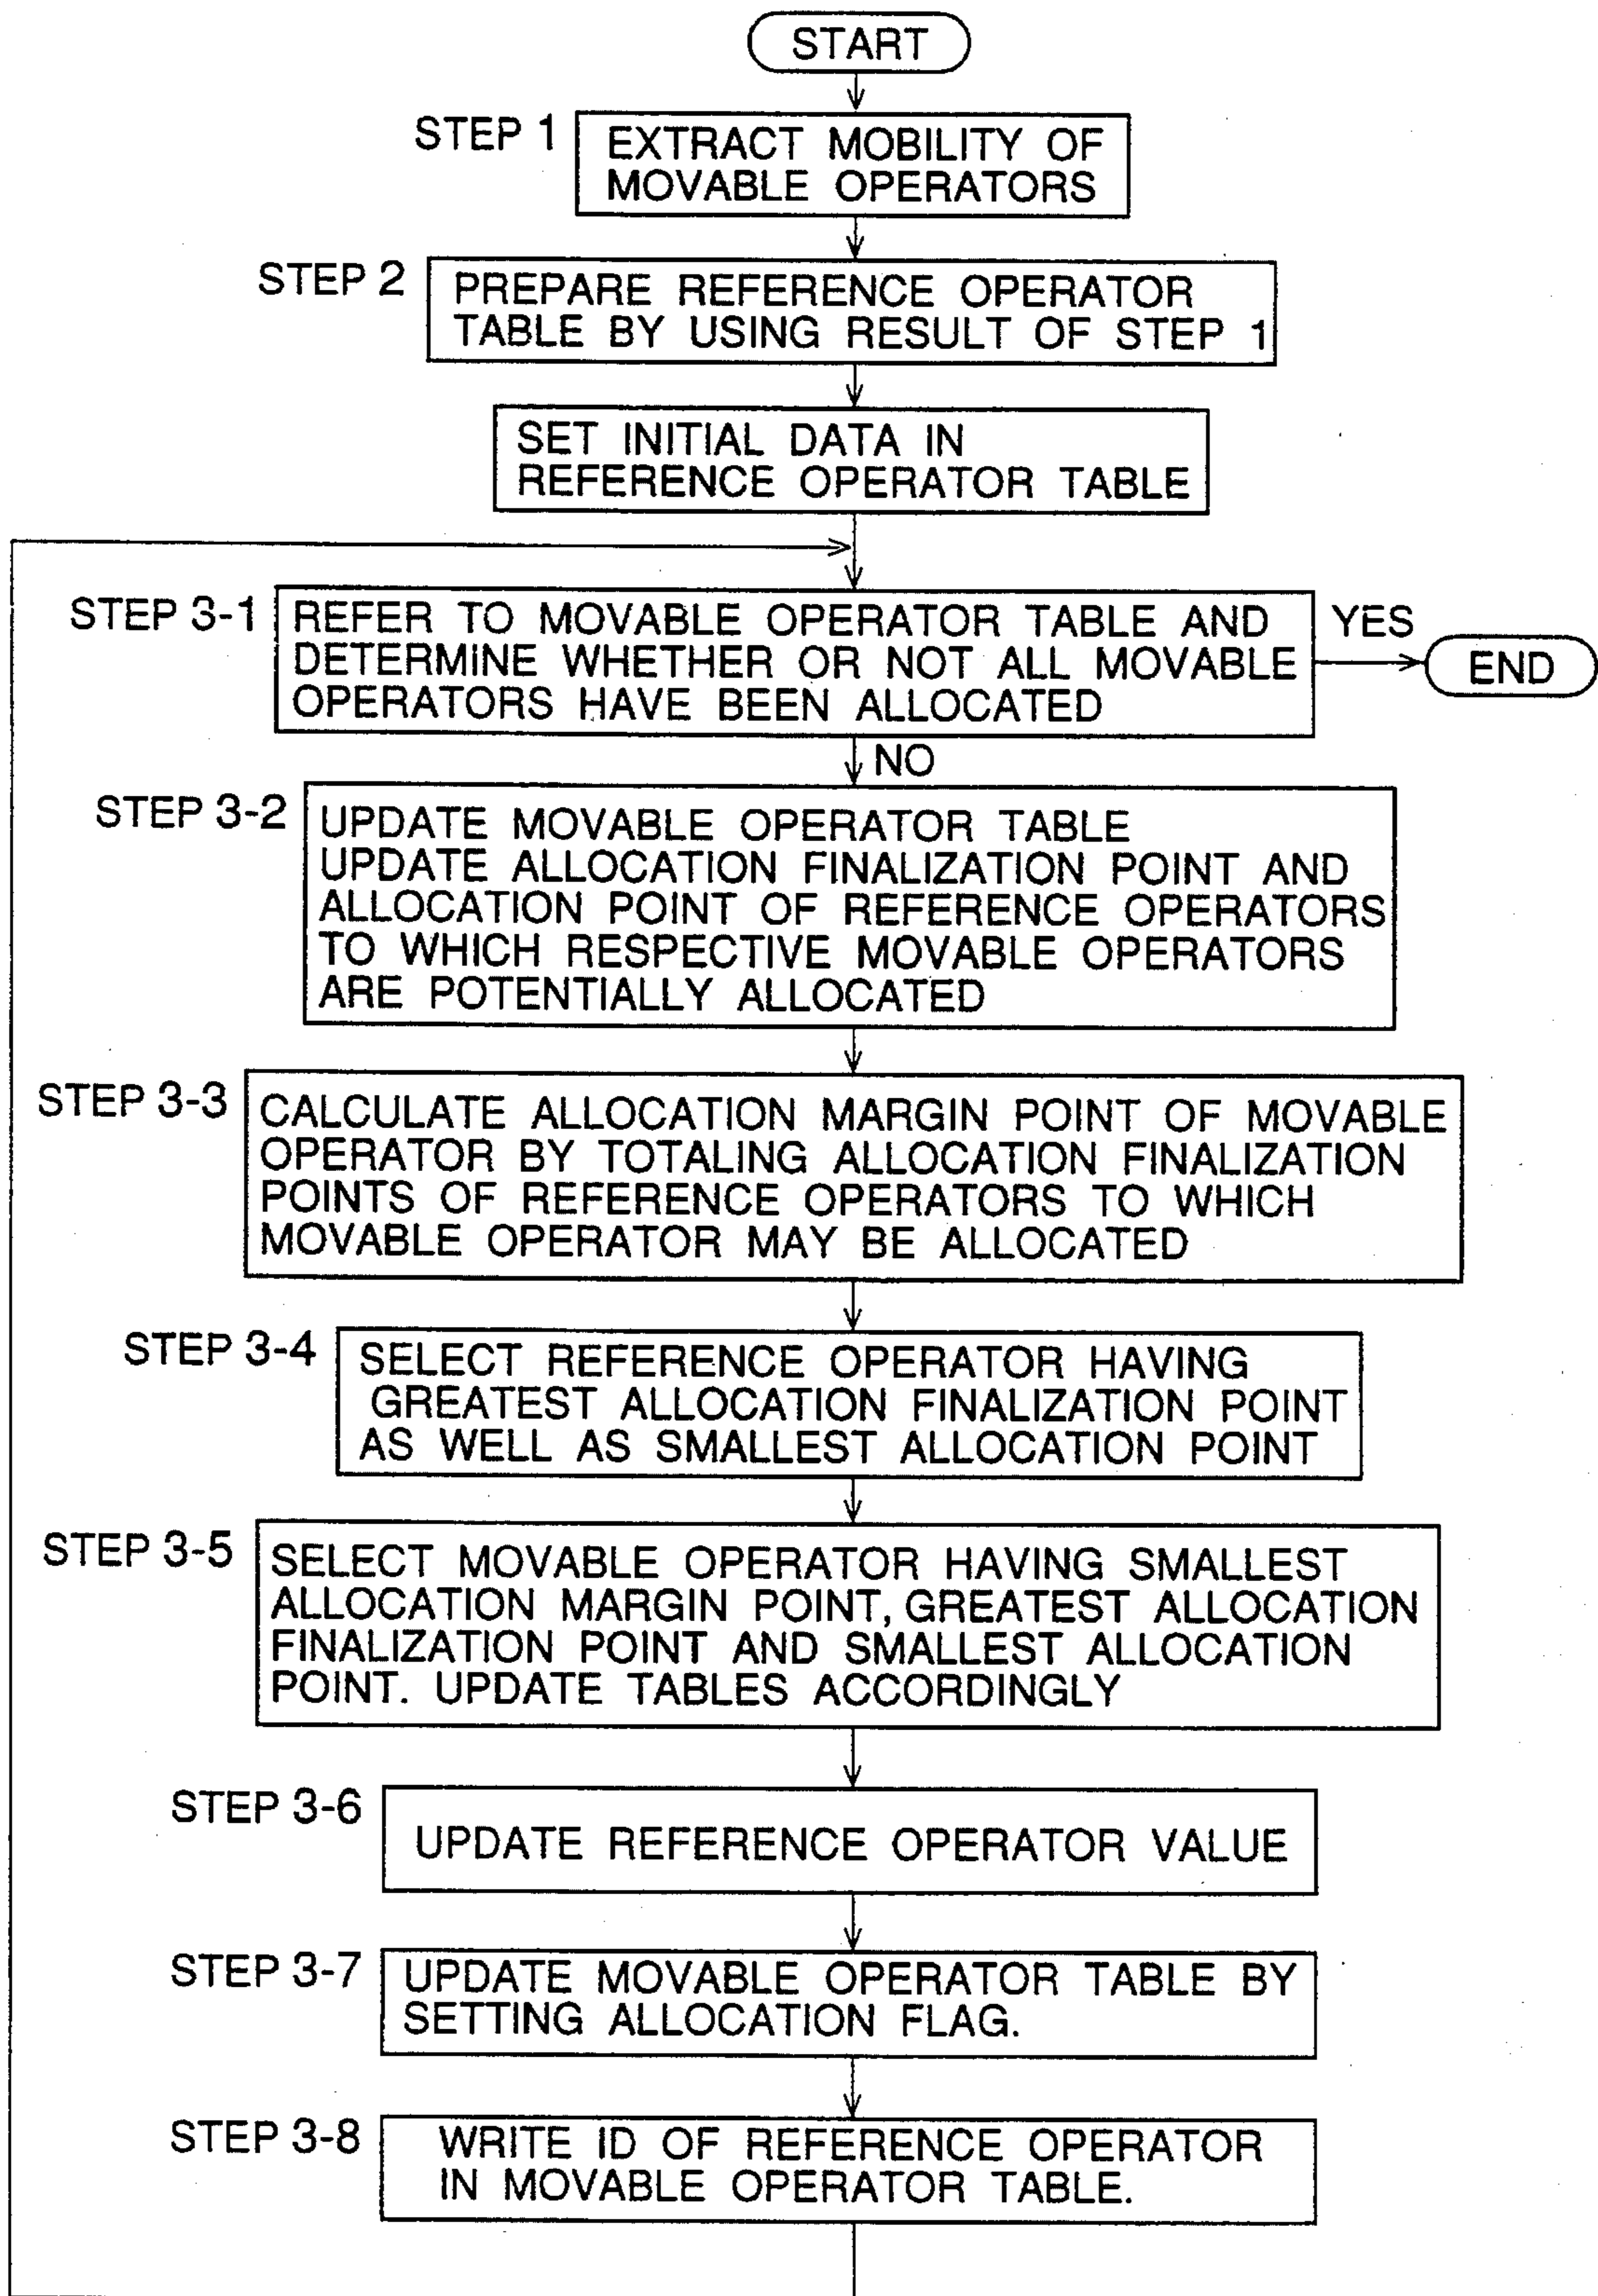 START
STEP 1
EXTRACT MOBILITY OF
MOVABLE OPERATORS
STEP 2
PREPARE REFERENCE OPERATOR
TABLE BY USING RESULT OF STEP 1
SET INITIAL DATA IN
REFERENCE OPERATOR TABLE
STEP 3-1
REFER TO MOVABLE OPERATOR TABLE AND
DETERMINE WHETHER OR NOT ALL MOVABLE
OPERATORS HAVE BEEN ALLOCATED
YES
END
NO
STEP 3-2
UPDATE MOVABLE OPERATOR TABLE
UPDATE ALLOCATION FINALIZATION POINT AND
ALLOCATION POINT OF REFERENCE OPERATORS
TO WHICH RESPECTIVE MOVABLE OPERATORS
ARE POTENTIALLY ALLOCATED
STEP 3-3
CALCULATE ALLOCATION MARGIN POINT OF MOVABLE
OPERATOR BY TOTALING ALLOCATION FINALIZATION
POINTS OF REFERENCE OPERATORS TO WHICH
MOVABLE OPERATOR MAY BE ALLOCATED
STEP 3-4
SELECT REFERENCE OPERATOR HAVING
GREATEST ALLOCATION FINALIZATION POINT
AS WELL AS SMALLEST ALLOCATION POINT
STEP 3-5
SELECT MOVABLE OPERATOR HAVING SMALLEST
ALLOCATION MARGIN POINT, GREATEST ALLOCATION
FINALIZATION POINT AND SMALLEST ALLOCATION
POINT. UPDATE TABLES ACCORDINGLY
STEP 3-6
UPDATE REFERENCE OPERATOR VALUE
STEP 3-7
UPDATE MOVABLE OPERATOR TABLE BY
SETTING ALLOCATION FLAG.
STEP 3-8
WRITE ID OF REFERENCE OPERATOR
IN MOVABLE OPERATOR TABLE.